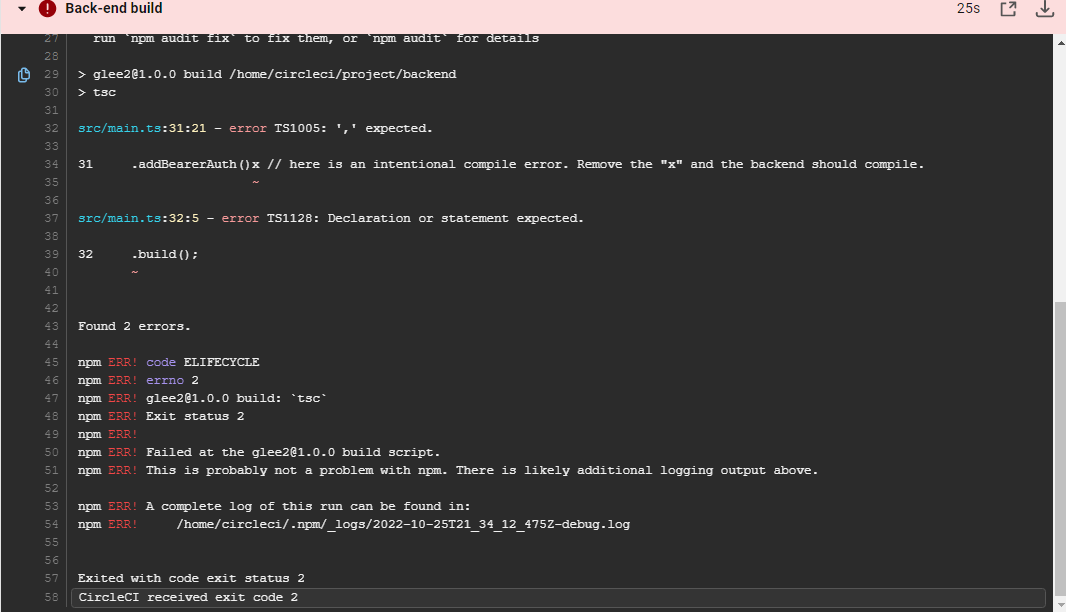 Back-end build 25s
27 run `npm audit fix` to fix them, or `npm audit` for details
28
29 > glee2@1.0.0 build /home/circleci/project/backend
30 > tsc
31
32 src/main.ts:31:21 - error TS1005: ',' expected.
33
34 31 .addBearerAuth()x // here is an intentional compile error. Remove the "x" and the backend should compile.
35 ~
36
37 src/main.ts:32:5 - error TS1128: Declaration or statement expected.
38
39 32 .build();
40 ~
41
42
43 Found 2 errors.
44
45 npm ERR! code ELIFECYCLE
46 npm ERR! errno 2
47 npm ERR! glee2@1.0.0 build: `tsc`
48 npm ERR! Exit status 2
49 npm ERR!
50 npm ERR! Failed at the glee2@1.0.0 build script.
51 npm ERR! This is probably not a problem with npm. There is likely additional logging output above.
52
53 npm ERR! A complete log of this run can be found in:
54 npm ERR! /home/circleci/.npm/_logs/2022-10-25T21_34_12_475Z-debug.log
55
56
57 Exited with code exit status 2
58 CircleCI received exit code 2